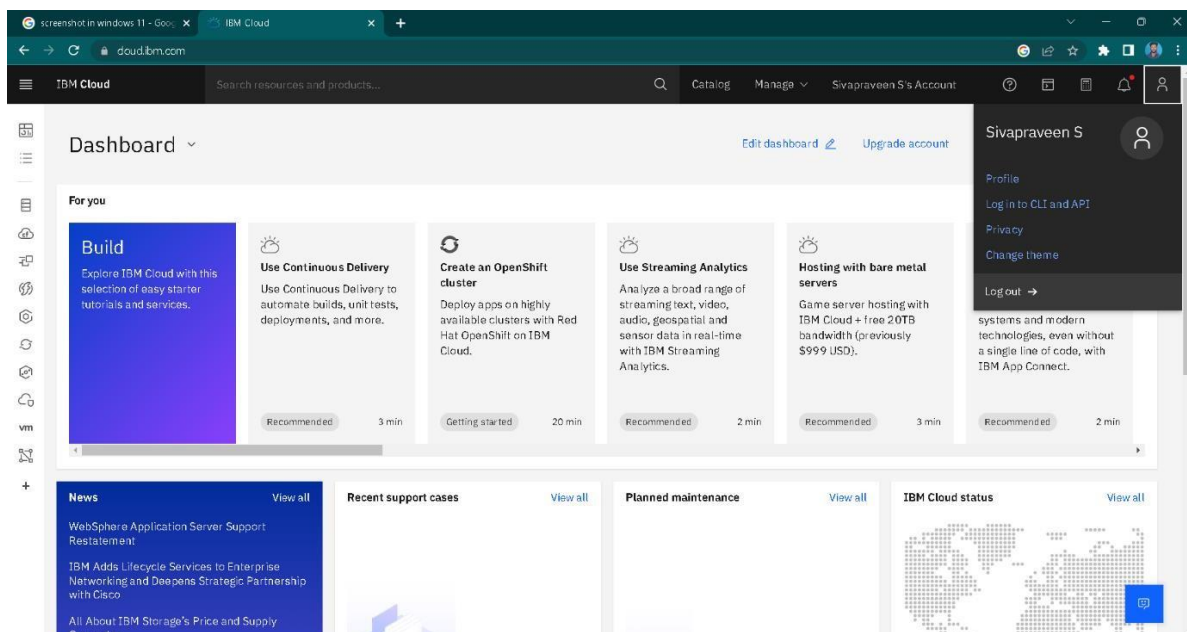 screenshot in windows 11 - Goog
IBM Cloud
cloud.ibm.com
IBM Cloud
Search resources and products...
Catalog
Manage
Sivapraveen S's Account
Dashboard
Edit dashboard
Upgrade account
Sivapraveen S
Profile
Log in to CLI and API
Privacy
Change theme
Log out →
vm
For you
Build
Explore IBM Cloud with this
selection of easy starter
tutorials and services.
Use Continuous Delivery
Use Continuous Delivery to
automate builds, unit tests,
deployments, and more.
Recommended
3 min
Create an OpenShift
cluster
Deploy apps on highly
available clusters with Red
Hat OpenShift on IBM
Cloud.
Getting started
20 min
Use Streaming Analytics
Analyze a broad range of
streaming text, video,
audio, geospatial and
sensor data in real-time
with IBM Streaming
Analytics.
Recommended
2 min
Hosting with bare metal
servers
Game server hosting with
IBM Cloud + free 20TB
bandwidth (previously
$999 USD).
Recommended
3 min
systems and modern
technologies, even without
a single line of code, with
IBM App Connect.
Recommended
2 min
News
View all
WebSphere Application Server Support
Restatement
IBM Adds Lifecycle Services to Enterprise
Networking and Deepens Strategic Partnership
with Cisco
All About IBM Storage's Price and Supply
Recent support cases
View all
Planned maintenance
View all
IBM Cloud status
View all